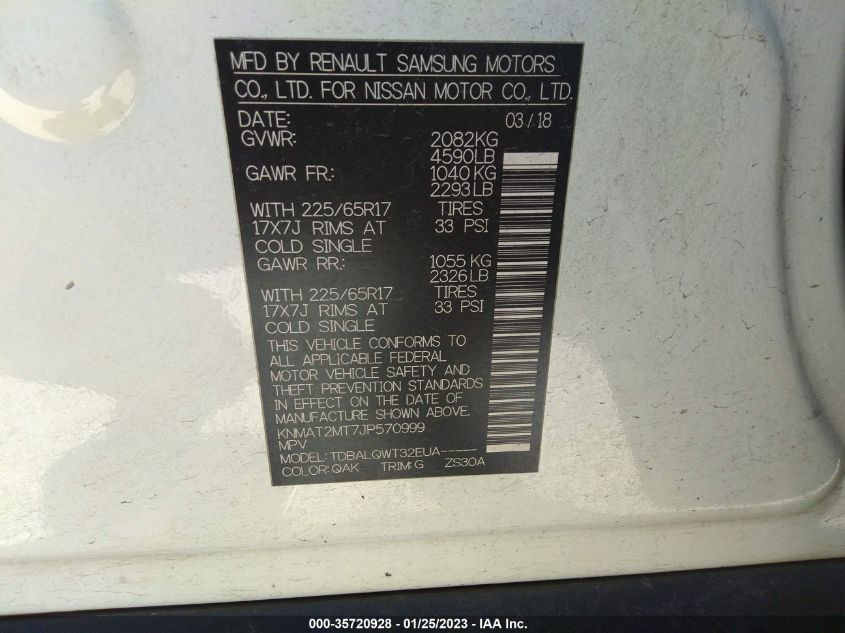 MFD BY RENAULT SAMSUNG MOTORS
CO., LTD. FOR NISSAN MOTOR CO., LTD.
DATE: 03/18
GVWR: 2082KG
4590LB
GAWR FR.: 1040 KG
2293 LB
WITH 225/65R17 TIRES
17X7J RIMS AT 33 PSI
COLD SINGLE
GAWR RR.: 1055 KG
2326 LB
WITH 225/65R17 TIRES
17X7J RIMS AT 33 PSI
COLD SINGLE
THIS VEHICLE CONFORMS TO
ALL APPLICABLE FEDERAL
MOTOR VEHICLE SAFETY AND
THEFT PREVENTION STANDARDS
IN EFFECT ON THE DATE OF
MANUFACTURE SHOWN ABOVE.
KNMAT2MT7JP570999
MPV
MODEL: TDBALQWT32EUA-----
COLOR: QAK TRIM: G ZS30A
000-35720928 - 01/25/2023 - IAA Inc.